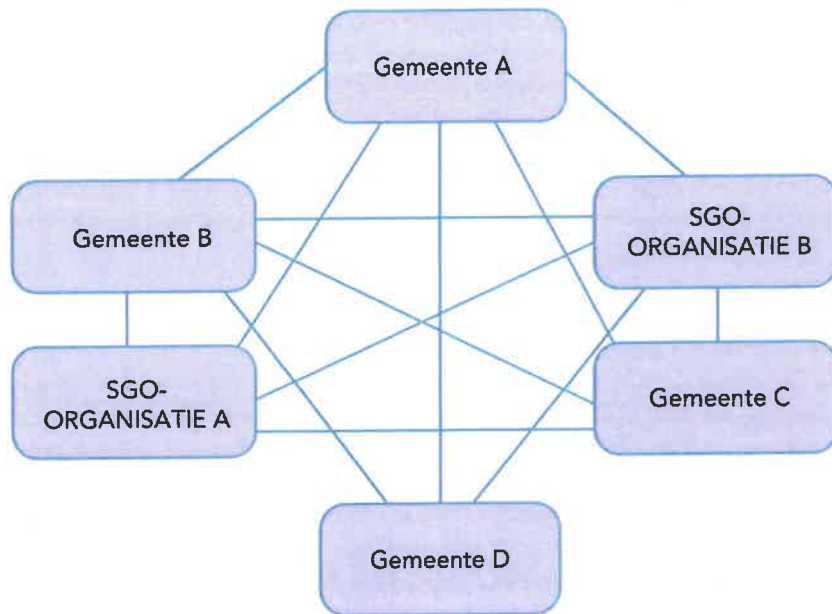 Gemeente A
Gemeente B
SGO-
ORGANISATIE B
SGO-
ORGANISATIE A
Gemeente C
Gemeente D